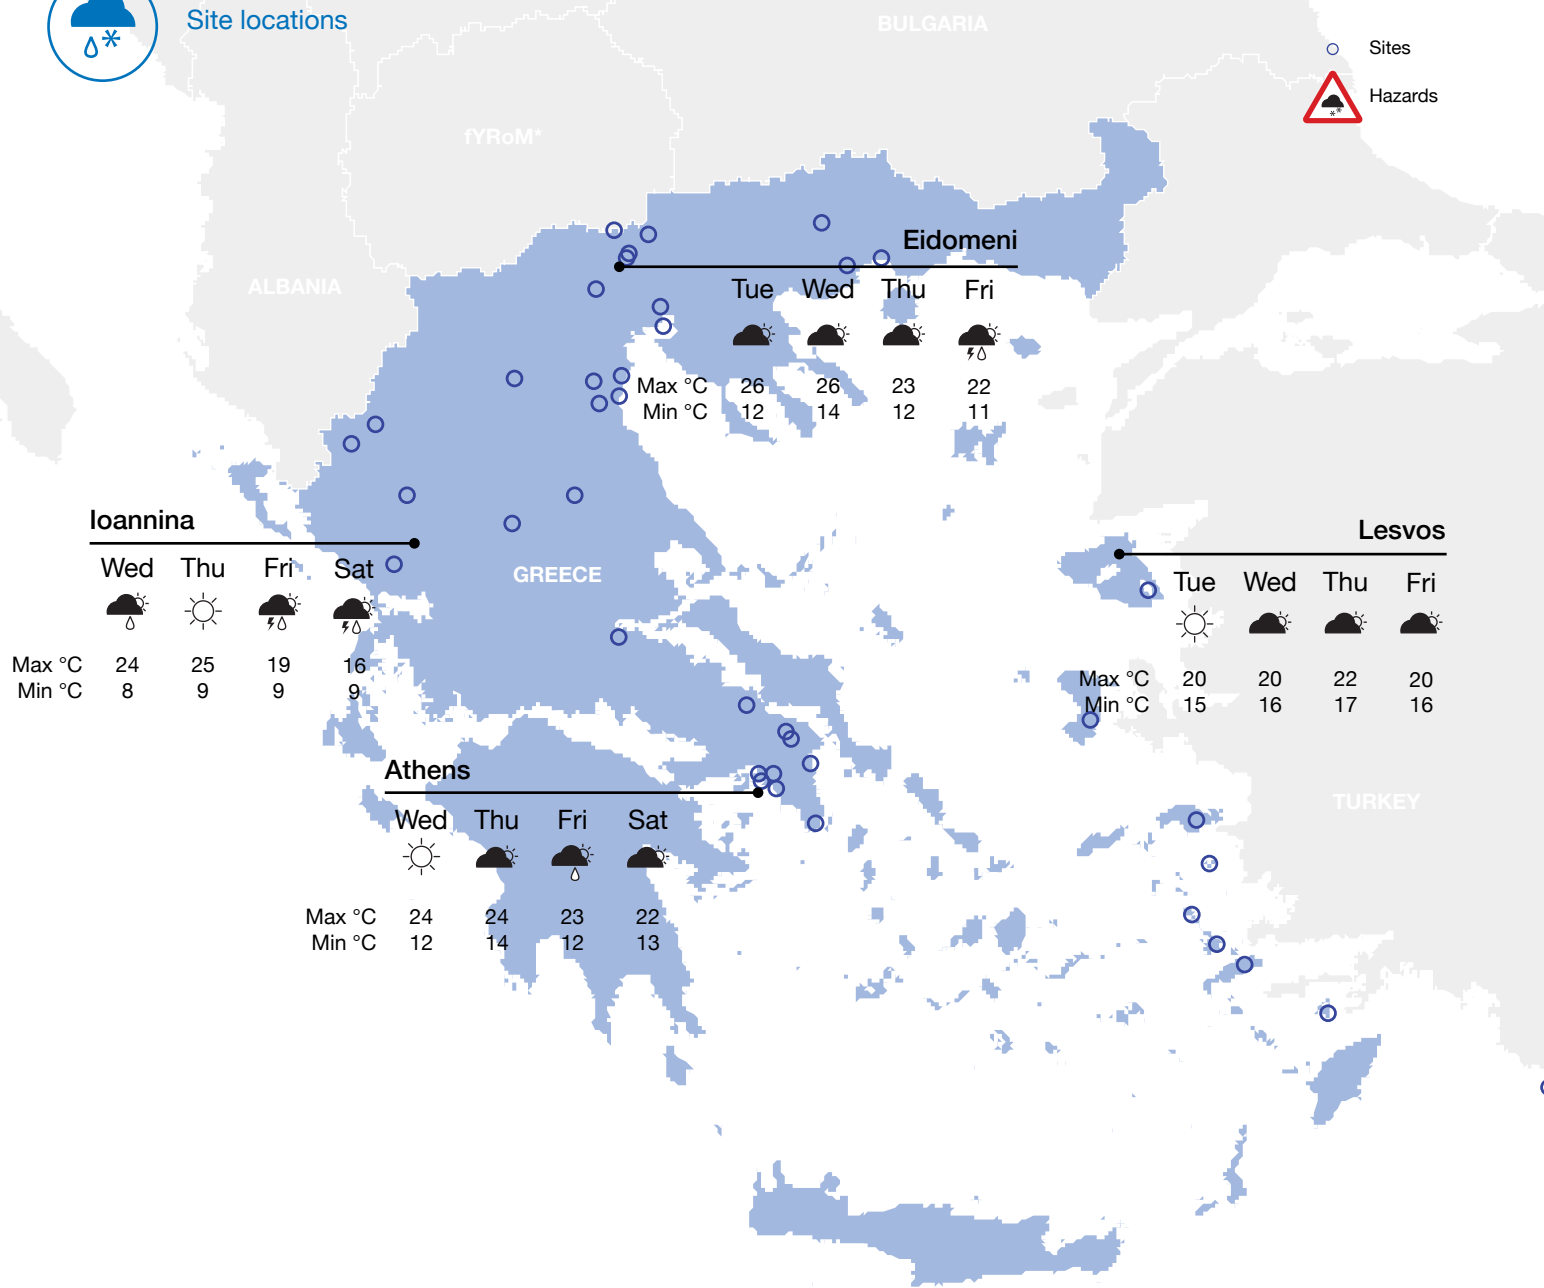 Site locations
BULGARIA
Sites
Hazards
fYRoM*
ALBANIA
Eidomeni
Tue Wed Thu Fri
Max °C 26 26 23 22
Min °C 12 14 12 11
Ioannina
Wed Thu Fri Sat
Max °C 24 25 19 16
Min °C 8 9 9 9
GREECE
Lesvos
Tue Wed Thu Fri
Max °C 20 20 22 20
Min °C 15 16 17 16
Athens
Wed Thu Fri Sat
Max °C 24 24 23 22
Min °C 12 14 12 13
TURKEY